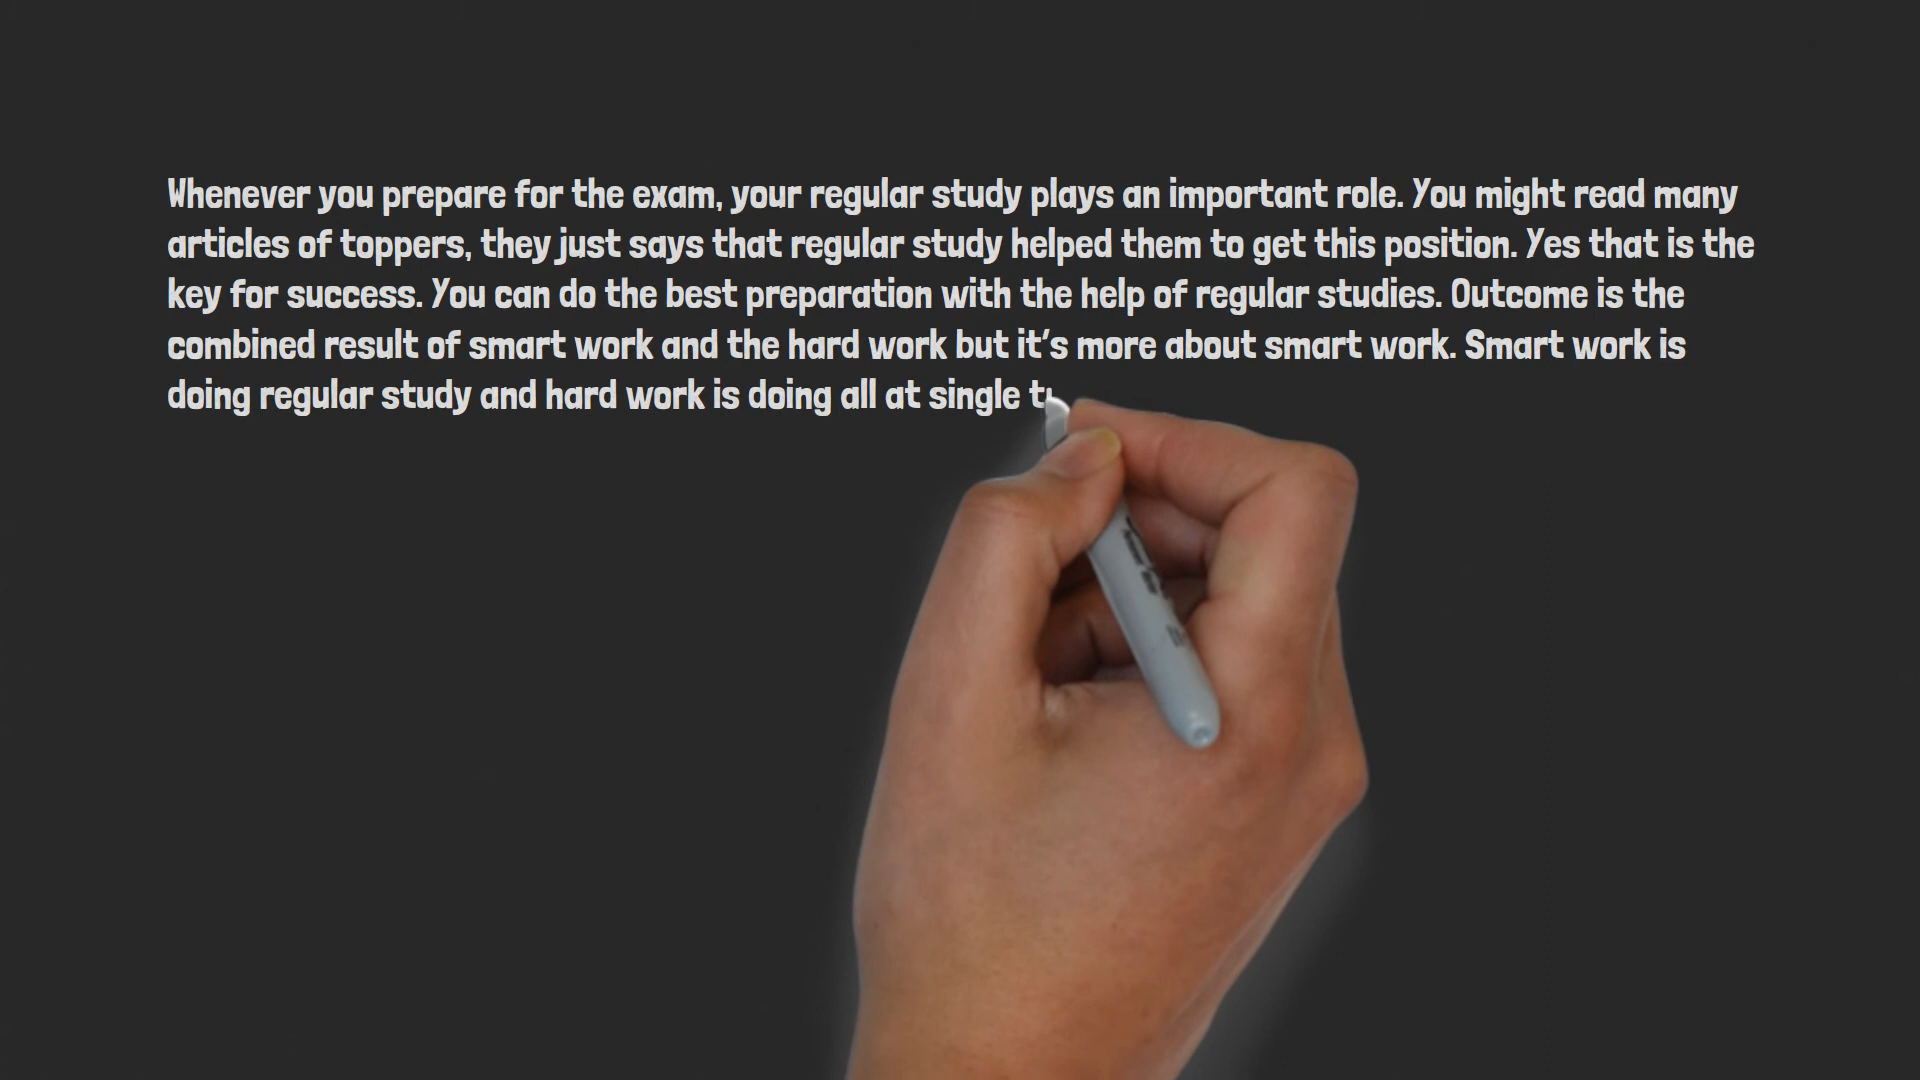 Whenever you prepare for the exam, your regular study plays an important role. You might read many
articles of toppers, they just says that regular study helped them to get this position. Yes that is the
key for success. You can do the best preparation with the help of regular studies. Outcome is the
combined result of smart work and the hard work but it’s more about smart work. Smart work is
doing regular study and hard work is doing all at single